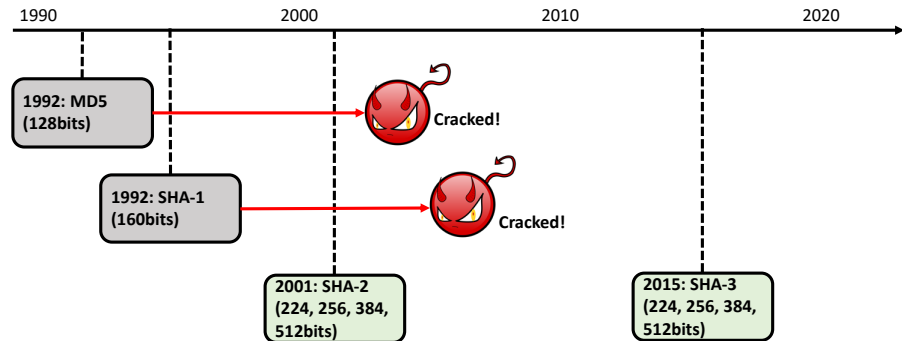 1990 2000 2010 2020
1992: MD5
(128bits)
Cracked!
1992: SHA-1
(160bits)
Cracked!
2001: SHA-2
(224, 256, 384,
512bits)
2015: SHA-3
(224, 256, 384,
512bits)